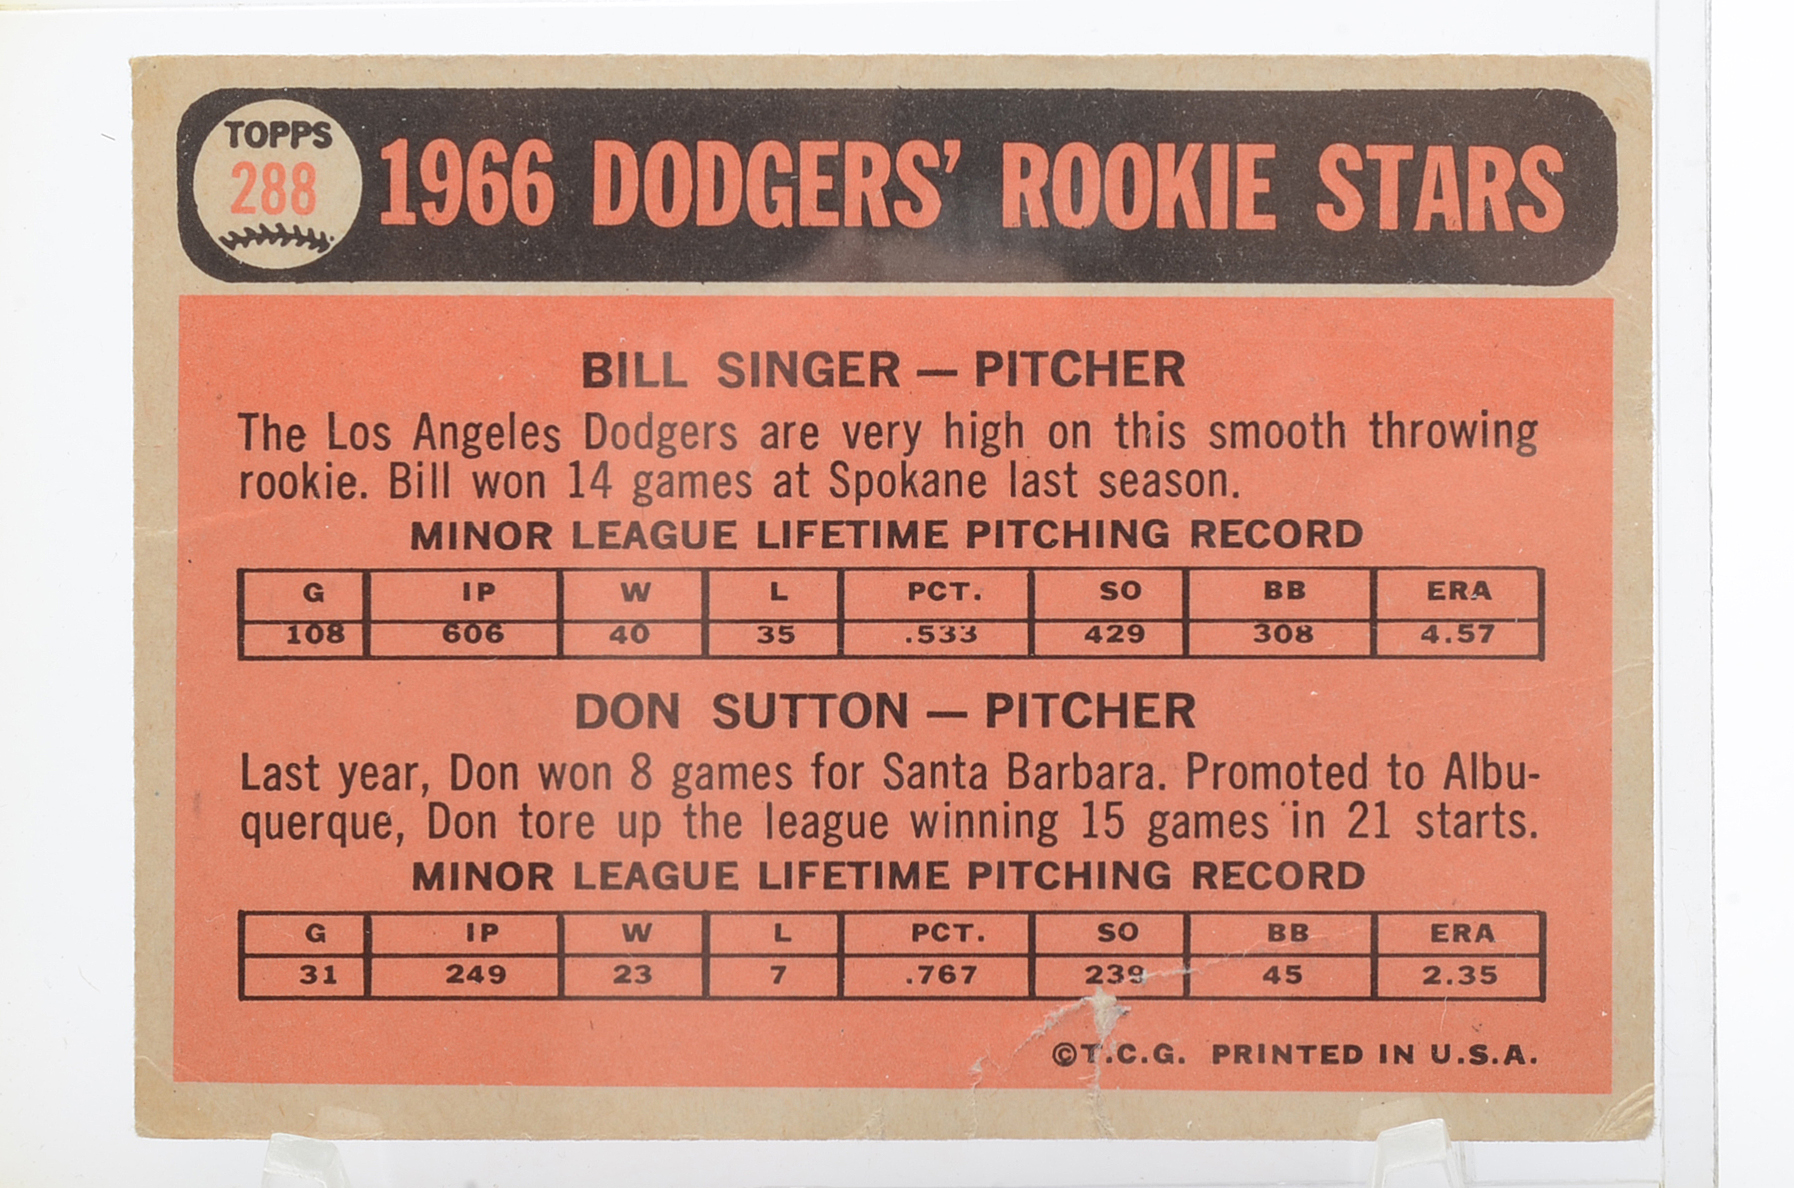 TOPPS
288
1966 DODGERS' ROOKIE STARS
BILL SINGER — PITCHER
The Los Angeles Dodgers are very high on this smooth throwing
rookie. Bill won 14 games at Spokane last season.
MINOR LEAGUE LIFETIME PITCHING RECORD
G IP W L PCT. SO BB ERA
108 606 40 35 .533 429 308 4.57
DON SUTTON — PITCHER
Last year, Don won 8 games for Santa Barbara. Promoted to Albu-
querque, Don tore up the league winning 15 games in 21 starts.
MINOR LEAGUE LIFETIME PITCHING RECORD
G IP W L PCT. SO BB ERA
31 249 23 7 .767 239 45 2.35
©T.C.G. PRINTED IN U.S.A.